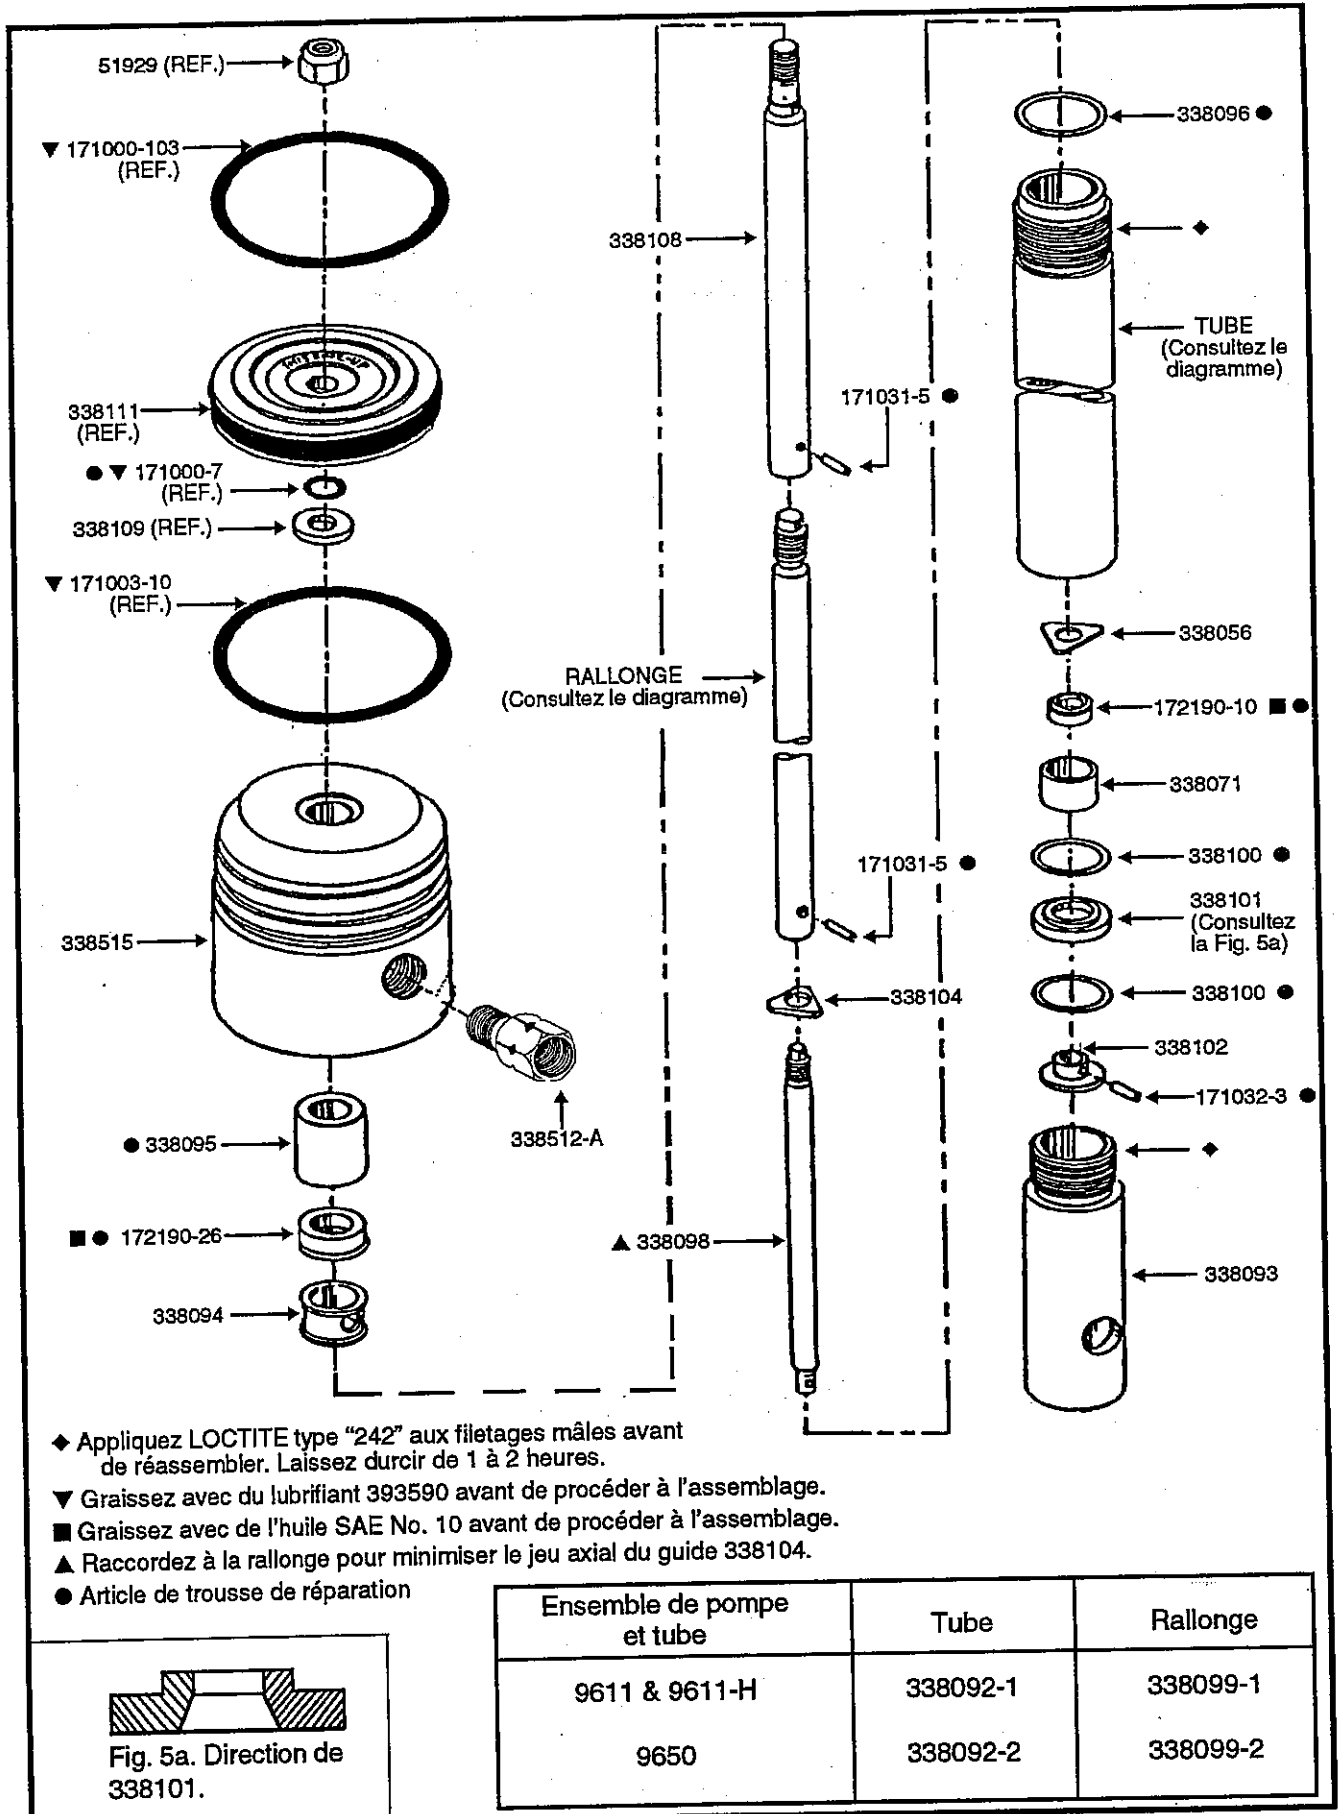 51929 (REF.)
▼ 171000-103
(REF.)
338111
(REF.)
● ▼ 171000-7
(REF.)
338109 (REF.)
▼ 171003-10
(REF.)
338515
338512-A
● 338095
■ ● 172190-26
338094
338108
171031-5 ●
RALLONGE
(Consultez le diagramme)
171031-5 ●
338104
▲ 338098
338096 ●
◆
TUBE
(Consultez le
diagramme)
338056
172190-10 ■ ●
338071
338100 ●
338101
(Consultez
la Fig. 5a)
338100 ●
338102
171032-3 ●
◆
338093
◆ Appliquez LOCTITE type “242” aux filetages mâles avant
de réassembler. Laissez durcir de 1 à 2 heures.
▼ Graissez avec du lubrifiant 393590 avant de procéder à l'assemblage.
■ Graissez avec de l'huile SAE No. 10 avant de procéder à l'assemblage.
▲ Raccordez à la rallonge pour minimiser le jeu axial du guide 338104.
● Article de trousse de réparation
Fig. 5a. Direction de
338101.
Ensemble de pompe
et tube
Tube
Rallonge
9611 & 9611-H
338092-1
338099-1
9650
338092-2
338099-2